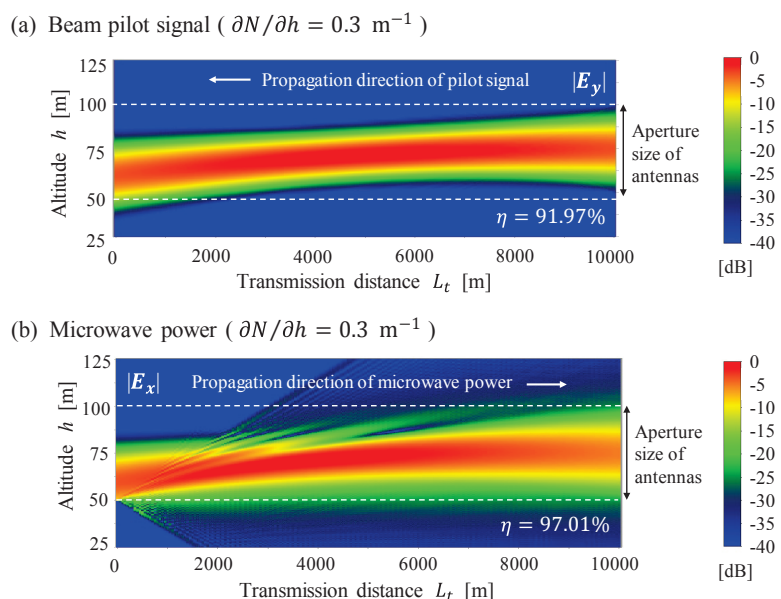 (a) Beam pilot signal ( ∂N/∂h = 0.3 m⁻¹ )
125
100
75
50
25
Altitude h [m]
Propagation direction of pilot signal
|E_y|
η = 91.97%
0
2000
4000
6000
8000
10000
Transmission distance L_t [m]
Aperture
size of
antennas
0
-5
-10
-15
-20
-25
-30
-35
-40
[dB]
(b) Microwave power ( ∂N/∂h = 0.3 m⁻¹ )
125
100
75
50
25
Altitude h [m]
|E_x|
Propagation direction of microwave power
η = 97.01%
0
2000
4000
6000
8000
10000
Transmission distance L_t [m]
Aperture
size of
antennas
0
-5
-10
-15
-20
-25
-30
-35
-40
[dB]